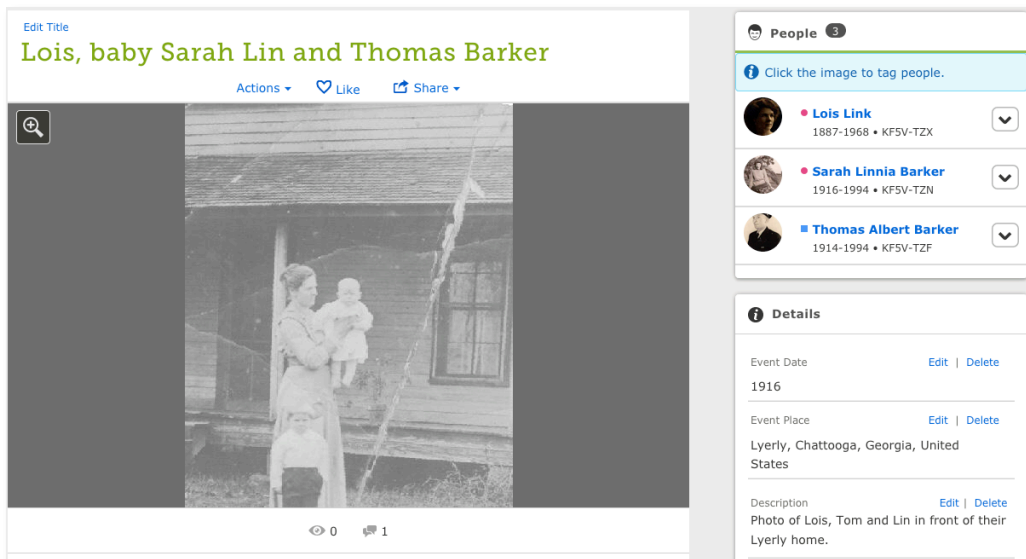 Edit Title
Lois, baby Sarah Lin and Thomas Barker
Actions Like Share
0 1
People 3
Click the image to tag people.
Lois Link
1887-1968 • KF5V-TZX
Sarah Linnia Barker
1916-1994 • KF5V-TZN
Thomas Albert Barker
1914-1994 • KF5V-TZF
Details
Event Date Edit | Delete
1916
Event Place Edit | Delete
Lyerly, Chattooga, Georgia, United
States
Description Edit | Delete
Photo of Lois, Tom and Lin in front of their
Lyerly home.